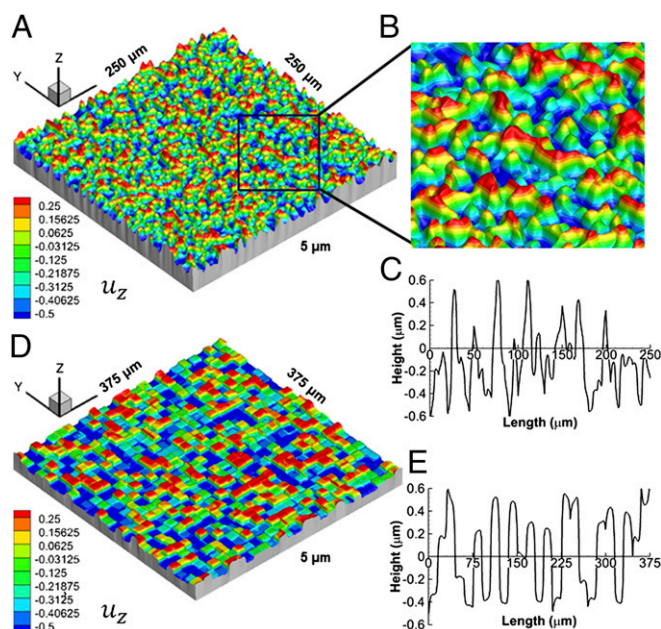 A
B
Z
Y
250 µm
250 µm
0.25
0.15625
0.0625
-0.03125
-0.125
-0.21875
-0.3125
-0.40625
-0.5
u_z
5 µm
C
0.6
0.4
0.2
0
-0.2
-0.4
-0.6
Height (µm)
0 50 100 150 200 250
Length (µm)
D
Z
Y
375 µm
375 µm
0.25
0.15625
0.0625
-0.03125
-0.125
-0.21875
-0.3125
-0.40625
-0.5
u_z
5 µm
E
0.6
0.4
0.2
0
-0.2
-0.4
-0.6
Height (µm)
0 75 150 225 300 375
Length (µm)